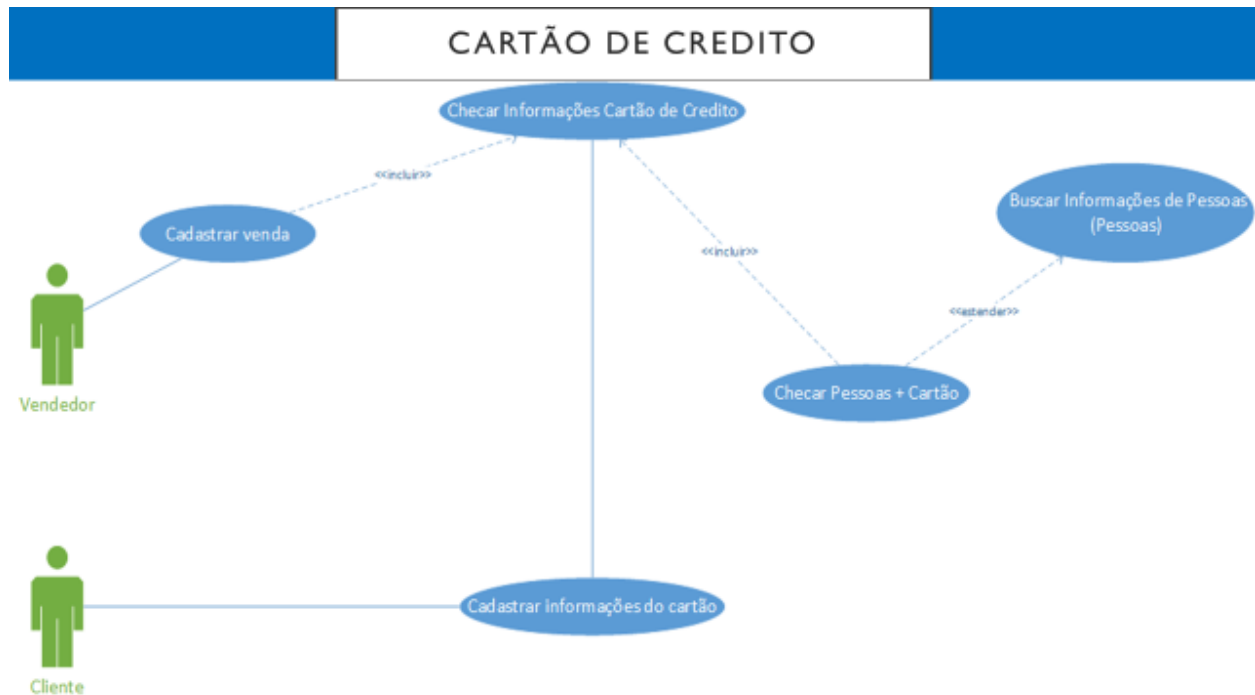 CARTÃO DE CREDITO
Checar Informações Cartão de Credito
<<incluir>>
Buscar Informações de Pessoas
(Pessoas)
Cadastrar venda
<<incluir>>
<<estender>>
Vendedor
Checar Pessoas + Cartão
Cadastrar informações do cartão
Cliente